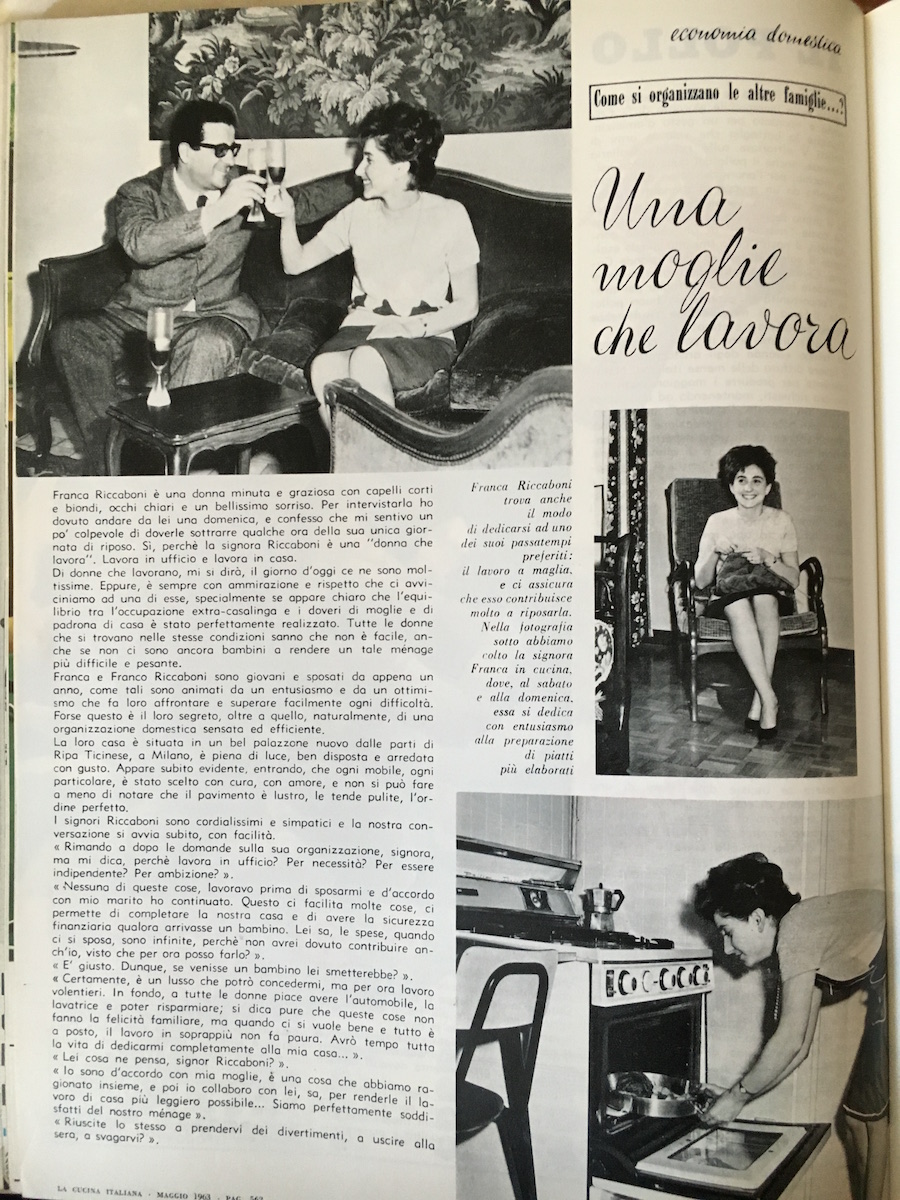 economia domestica
Come si organizzano le altre famiglie...?
Una
moglie
che lavora
Franca Riccaboni è una donna minuta e graziosa con capelli corti
e biondi, occhi chiari e un bellissimo sorriso. Per intervistarla ho
dovuto andare da lei una domenica, e confesso che mi sentivo un
po' colpevole di doverle sottrarre qualche ora della sua unica gior-
nata di riposo. Sì, perchè la signora Riccaboni è una "donna che
lavora". Lavora in ufficio e lavora in casa.
Di donne che lavorano, mi si dirà, il giorno d'oggi ce ne sono mol-
tissime. Eppure, è sempre con ammirazione e rispetto che ci avvi-
ciniamo ad una di esse, specialmente se appare chiaro che l'equi-
librio tra l'occupazione extra-casalinga e i doveri di moglie e di
padrona di casa è stato perfettamente realizzato. Tutte le donne
che si trovano nelle stesse condizioni sanno che non è facile, an-
che se non ci sono ancora bambini a rendere un tale ménage
più difficile e pesante.
Franca e Franco Riccaboni sono giovani e sposati da appena un
anno, come tali sono animati da un entusiasmo e da un ottimi-
smo che fa loro affrontare e superare facilmente ogni difficoltà.
Forse questo è il loro segreto, oltre a quello, naturalmente, di una
organizzazione domestica sensata ed efficiente.
La loro casa è situata in un bel palazzone nuovo dalle parti di
Ripa Ticinese, a Milano, è piena di luce, ben disposta e arredata
con gusto. Appare subito evidente, entrando, che ogni mobile, ogni
particolare, è stato scelto con cura, con amore, e non si può fare
a meno di notare che il pavimento è lustro, le tende pulite, l'or-
dine perfetto.
I signori Riccaboni sono cordialissimi e simpatici e la nostra con-
versazione si avvia subito, con facilità.
« Rimando a dopo le domande sulla sua organizzazione, signora,
ma mi dica, perchè lavora in ufficio? Per necessità? Per essere
indipendente? Per ambizione? ».
« Nessuna di queste cose, lavoravo prima di sposarmi e d'accordo
con mio marito ho continuato. Questo ci facilita molte cose, ci
permette di completare la nostra casa e di avere la sicurezza
finanziaria qualora arrivasse un bambino. Lei sa, le spese, quando
ci si sposa, sono infinite, perchè non avrei dovuto contribuire an-
ch'io, visto che per ora posso farlo? ».
« E' giusto. Dunque, se venisse un bambino lei smetterebbe? ».
« Certamente, è un lusso che potrò concedermi, ma per ora lavoro
volentieri. In fondo, a tutte le donne piace avere l'automobile, la
lavatrice e poter risparmiare; si dica pure che queste cose non
fanno la felicità familiare, ma quando ci si vuole bene e tutto è
a posto, il lavoro in soprappiù non fa paura. Avrò tempo tutta
la vita di dedicarmi completamente alla mia casa... ».
« Lei cosa ne pensa, signor Riccaboni? ».
« Io sono d'accordo con mia moglie, è una cosa che abbiamo ra-
gionato insieme, e poi io collaboro con lei, sa, per renderle il la-
voro di casa più leggero possibile... Siamo perfettamente soddi-
sfatti del nostro ménage ».
« Riuscite lo stesso a prendervi dei divertimenti, a uscire alla
sera, a svagarvi? ».
Franca Riccaboni
trova anche
il modo
di dedicarsi ad uno
dei suoi passatempi
preferiti:
il lavoro a maglia,
e ci assicura
che esso contribuisce
molto a riposarla.
Nella fotografia
sotto abbiamo
colto la signora
Franca in cucina,
dove, al sabato
e alla domenica,
essa si dedica
con entusiasmo
alla preparazione
di piatti
più elaborati
LA CUCINA ITALIANA - MAGGIO 1963 - PAG. 562